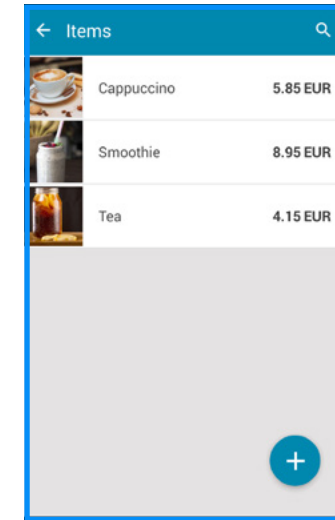 Items
Cappuccino 5.85 EUR
Smoothie 8.95 EUR
Tea 4.15 EUR